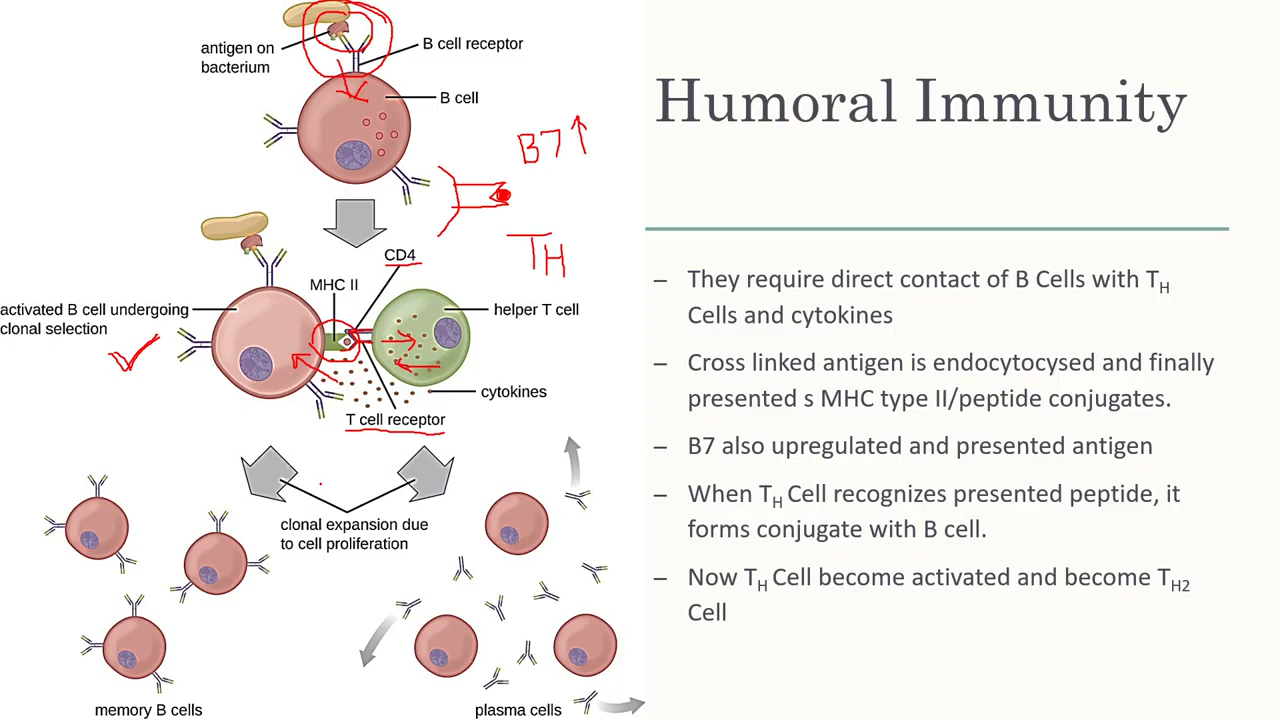 antigen on
bacterium
B cell receptor
B cell
B7↑
TH
CD4
MHC II
activated B cell undergoing
clonal selection
helper T cell
cytokines
T cell receptor
clonal expansion due
to cell proliferation
memory B cells
plasma cells
Humoral Immunity
– They require direct contact of B Cells with TH
Cells and cytokines
– Cross linked antigen is endocytocysed and finally
presented s MHC type II/peptide conjugates.
– B7 also upregulated and presented antigen
– When TH Cell recognizes presented peptide, it
forms conjugate with B cell.
– Now TH Cell become activated and become TH2
Cell